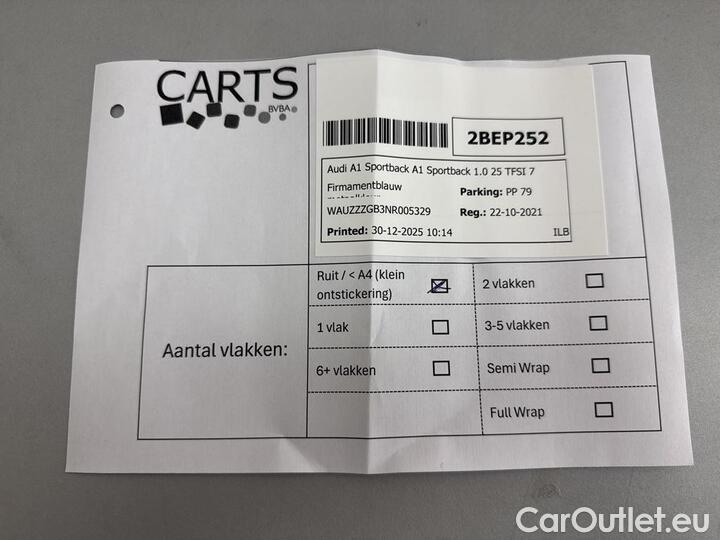 CARTS
BVBA
2BEP252
Audi A1 Sportback A1 Sportback 1.0 25 TFSI 7
Firmamentblauw
Parking: PP 79
WAUZZZGB3NR005329
Reg.: 22-10-2021
Printed: 30-12-2025 10:14
ILB
Aantal vlakken:
Ruit / < A4 (klein
ontstickering)
2 vlakken
1 vlak
3-5 vlakken
6+ vlakken
Semi Wrap
Full Wrap
CarOutlet.eu